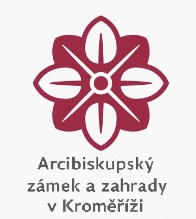 Arcibiskupský
zámek a zahrady
v Kroměříži